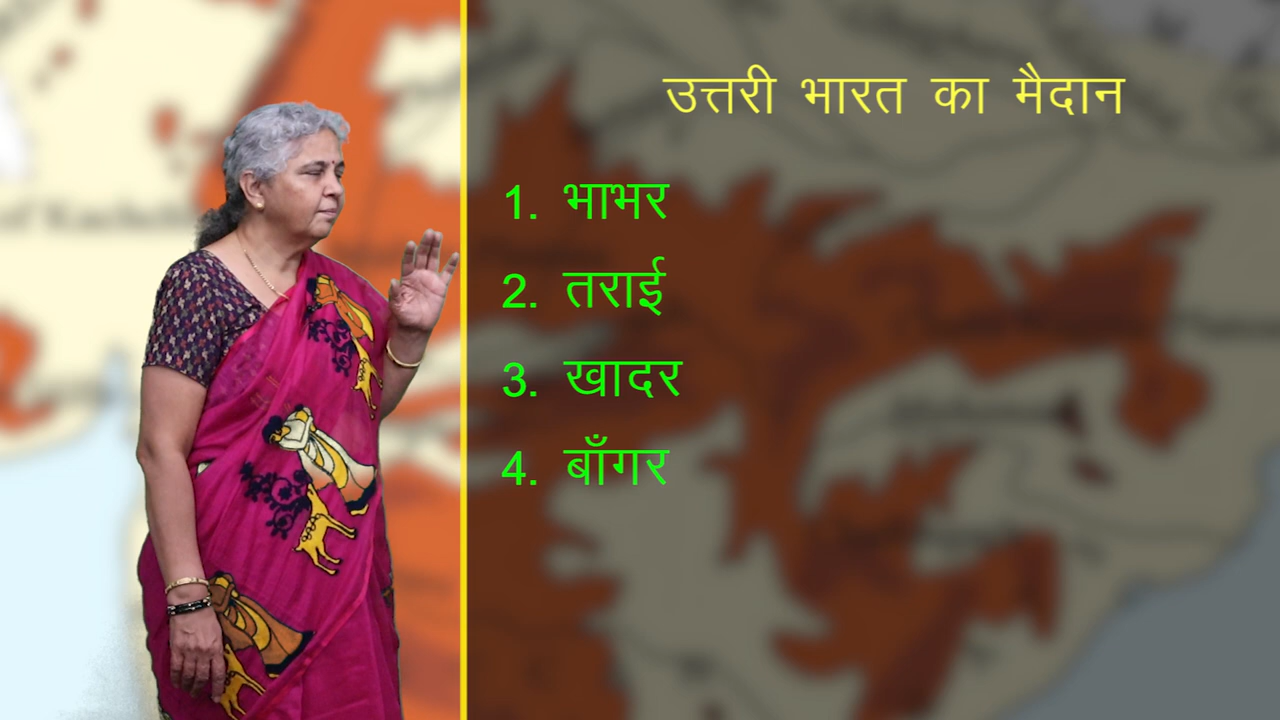 उत्तरी भारत का मैदान
1. भाभर
2. तराई
3. खादर
4. बाँगर